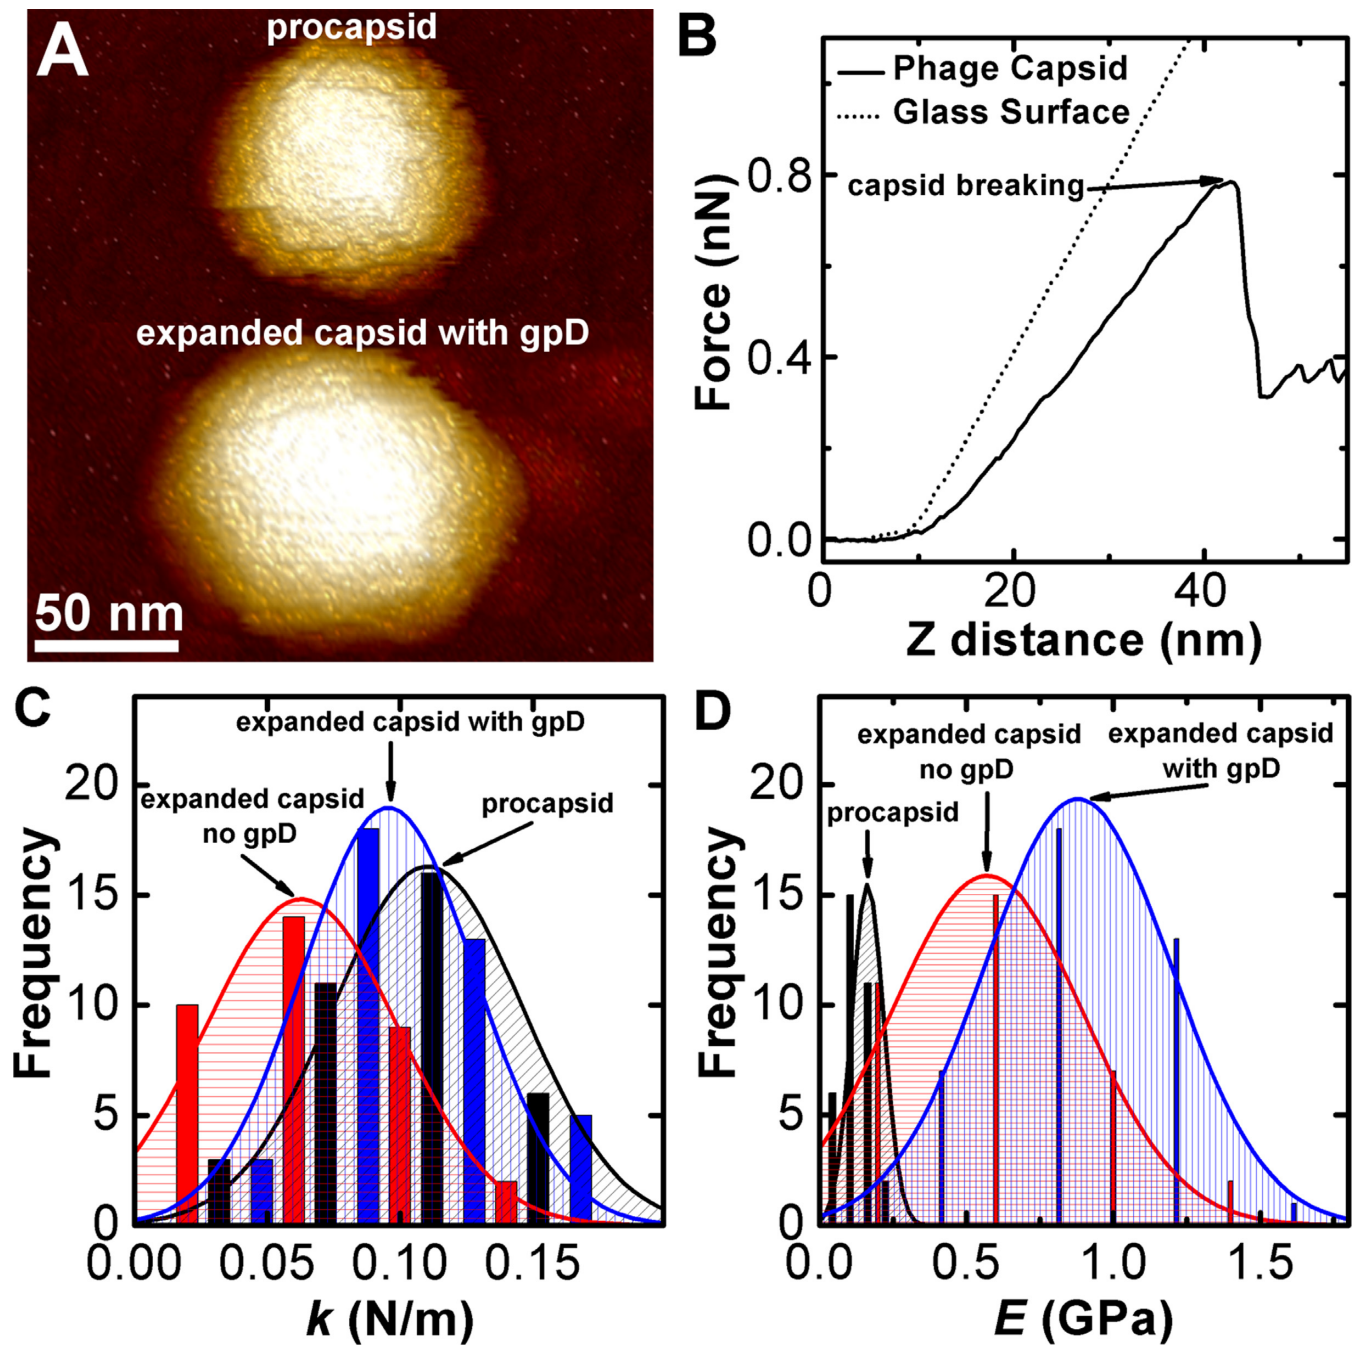 A
procapsid
expanded capsid with gpD
50 nm
B
Phage Capsid
Glass Surface
capsid breaking
0.8
0.4
0.0
Force (nN)
0
20
40
Z distance (nm)
C
expanded capsid with gpD
expanded capsid
no gpD
procapsid
20
15
10
5
0
Frequency
0.00
0.05
0.10
0.15
k (N/m)
D
expanded capsid
no gpD
expanded capsid
with gpD
procapsid
20
15
10
5
0
Frequency
0.0
0.5
1.0
1.5
E (GPa)